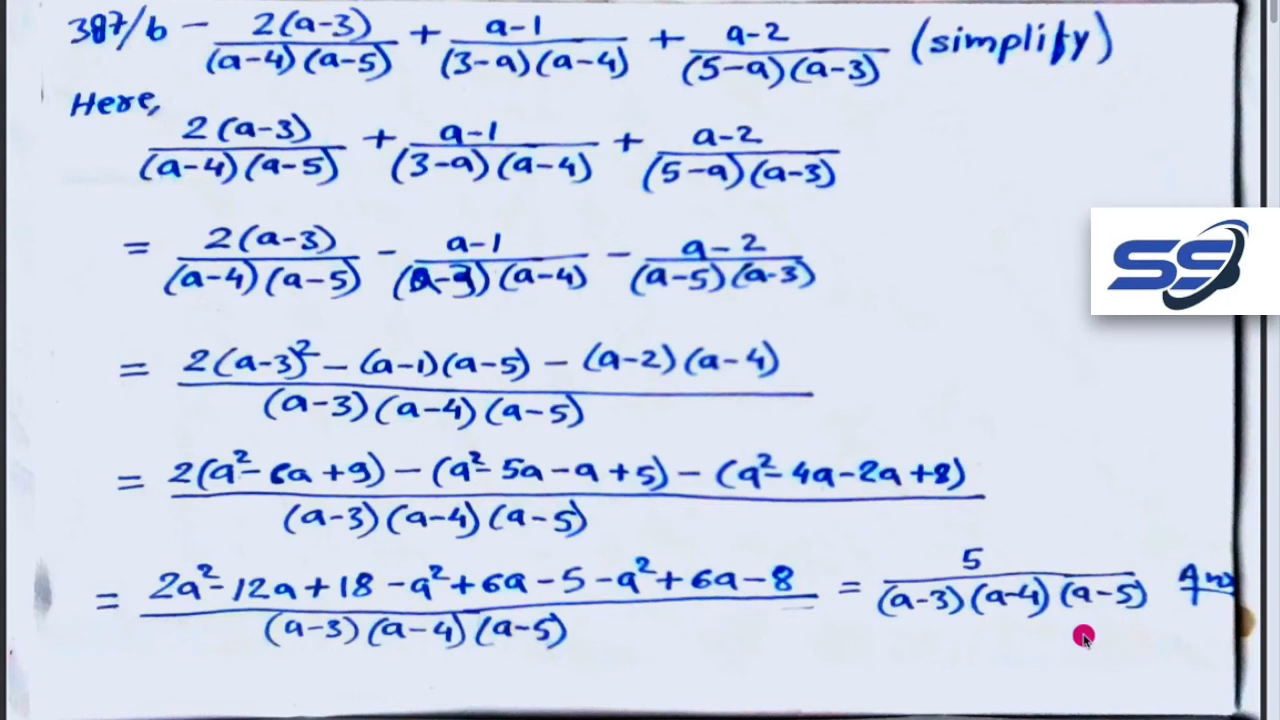 387/b - 2(a-3)/(a-4)(a-5) + a-1/(3-a)(a-4) + a-2/(5-a)(a-3) (simplify)
Here,
2(a-3)/(a-4)(a-5) + a-1/(3-a)(a-4) + a-2/(5-a)(a-3)
= 2(a-3)/(a-4)(a-5) - a-1/(a-3)(a-4) - a-2/(a-5)(a-3)
SS
= 2(a-3)² - (a-1)(a-5) - (a-2)(a-4)/(a-3)(a-4)(a-5)
= 2(a²-6a+9) - (a²-5a-a+5) - (a²-4a-2a+8)/(a-3)(a-4)(a-5)
= 2a²-12a+18-a²+6a-5-a²+6a-8/(a-3)(a-4)(a-5) = 5/(a-3)(a-4)(a-5) Ans